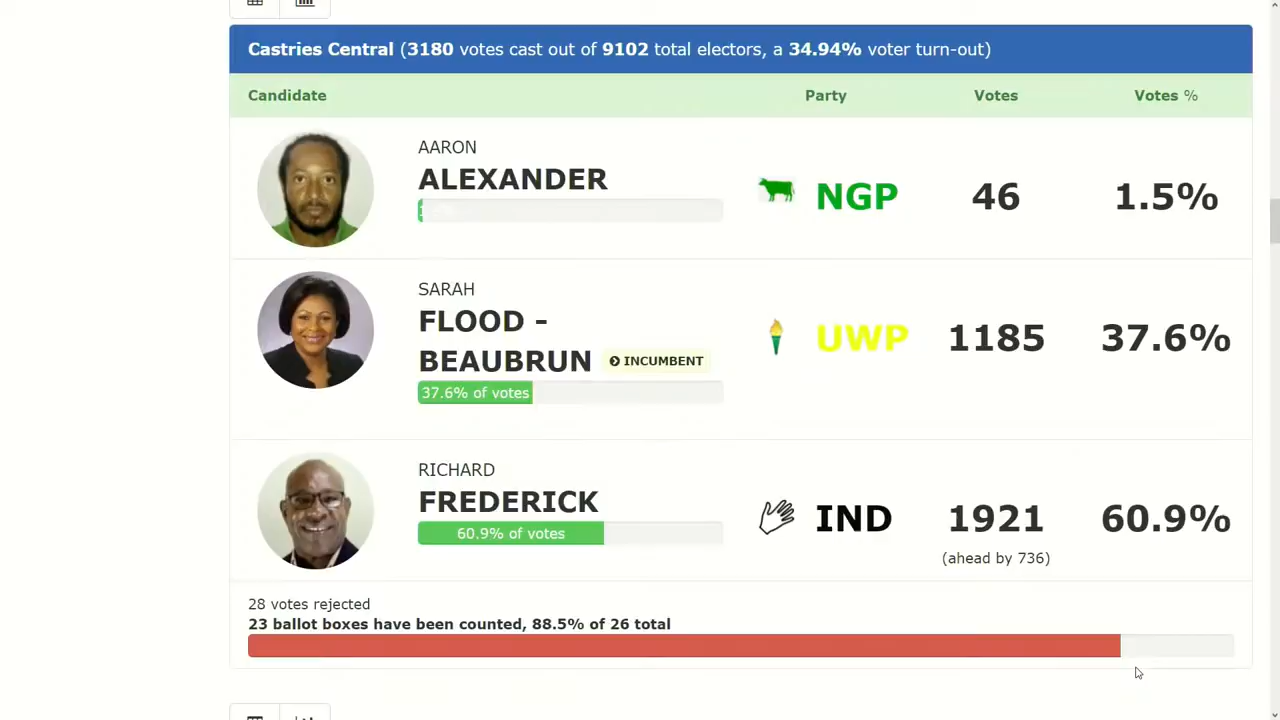 Castries Central (3180 votes cast out of 9102 total electors, a 34.94% voter turn-out)
Candidate Party Votes Votes %
AARON
ALEXANDER
NGP 46 1.5%
SARAH
FLOOD -
BEAUBRUN INCUMBENT
37.6% of votes
UWP 1185 37.6%
RICHARD
FREDERICK
60.9% of votes
IND 1921 60.9%
(ahead by 736)
28 votes rejected
23 ballot boxes have been counted, 88.5% of 26 total